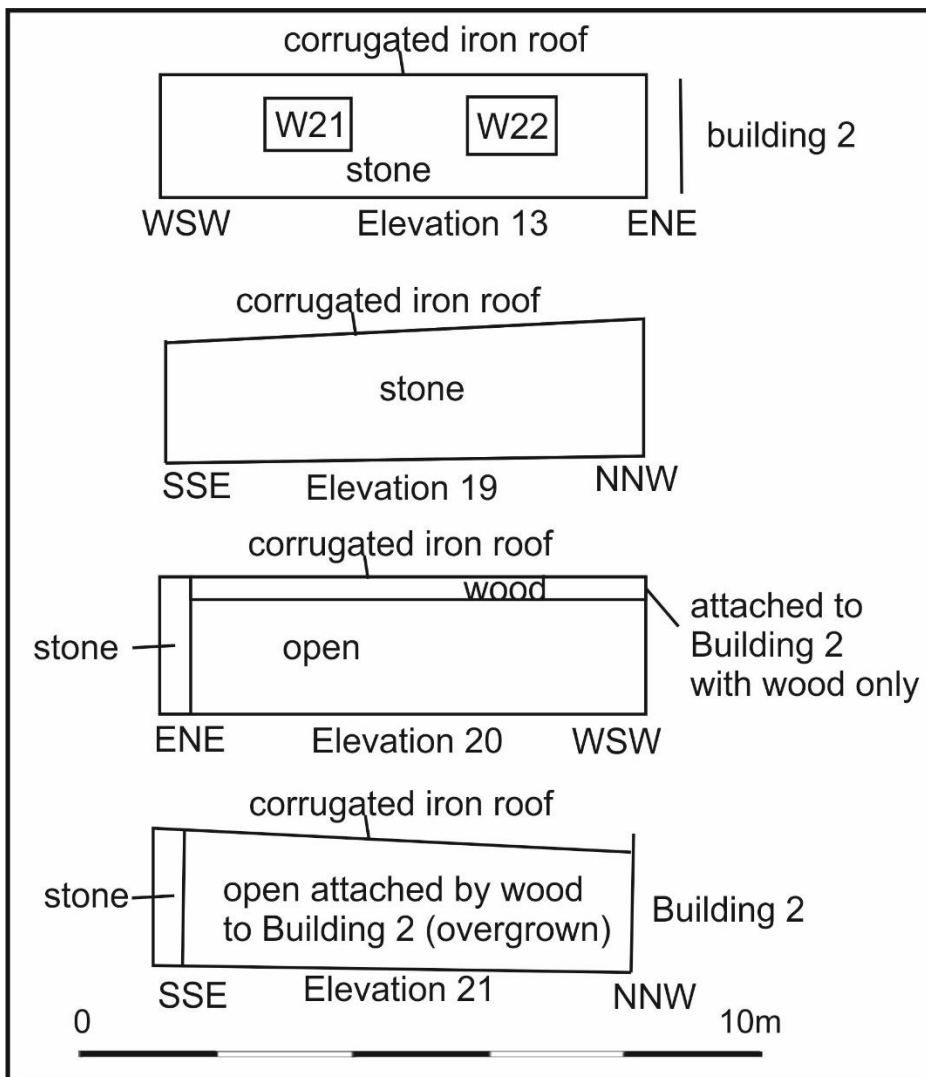 corrugated iron roof
W21
W22
building 2
stone
WSW
Elevation 13
ENE
corrugated iron roof
stone
SSE
Elevation 19
NNW
corrugated iron roof
wood
stone
open
attached to
Building 2
with wood only
ENE
Elevation 20
WSW
corrugated iron roof
stone
open attached by wood
to Building 2 (overgrown)
Building 2
SSE
Elevation 21
NNW
0
10m